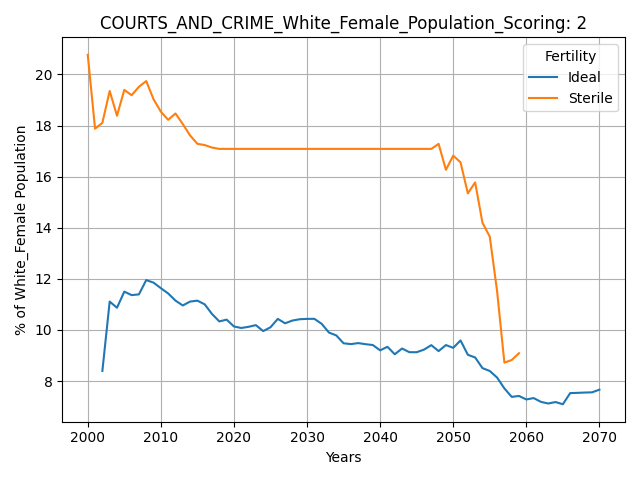 COURTS_AND_CRIME_White_Female_Population_Scoring: 2
Fertility
Ideal
Sterile
% of White_Female Population
20
18
16
14
12
10
8
2000 2010 2020 2030 2040 2050 2060 2070
Years